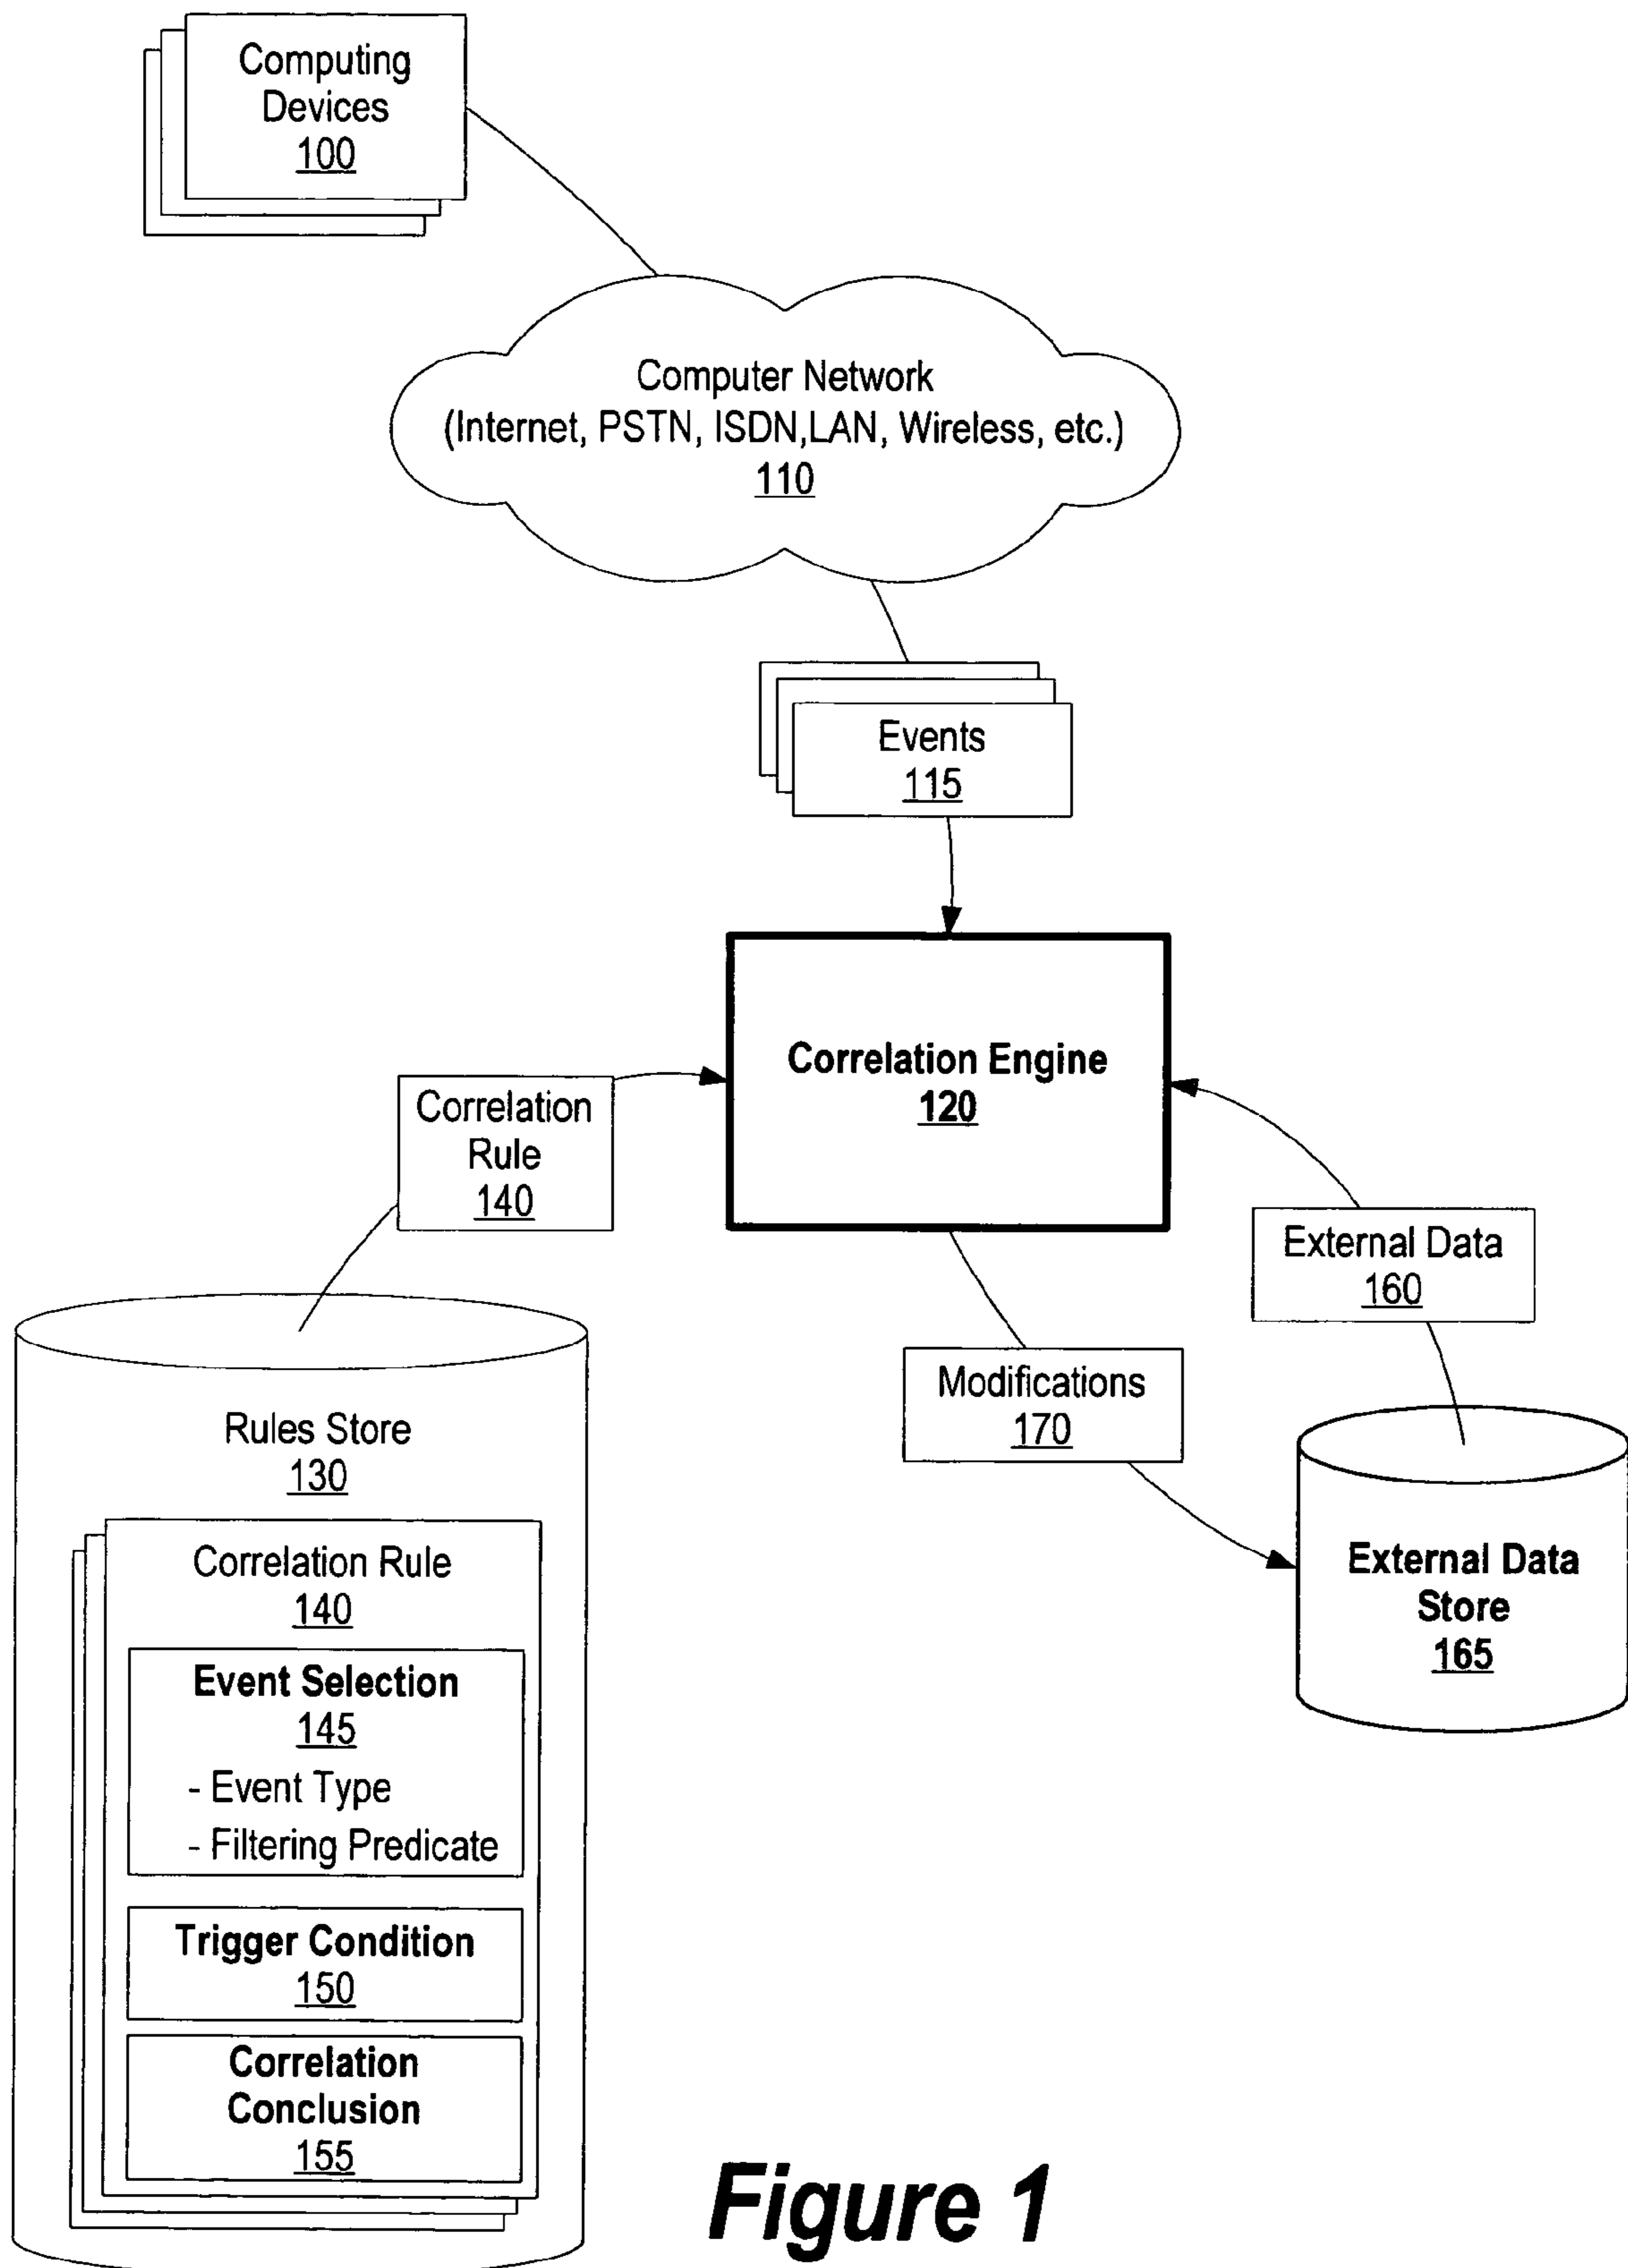 Computing
Devices
100
Computer Network
(Internet, PSTN, ISDN,LAN, Wireless, etc.)
110
Events
115
Correlation Engine
120
Correlation
Rule
140
External Data
160
Modifications
170
Rules Store
130
External Data
Store
165
Correlation Rule
140
Event Selection
145
- Event Type
- Filtering Predicate
Trigger Condition
150
Correlation
Conclusion
155
Figure 1